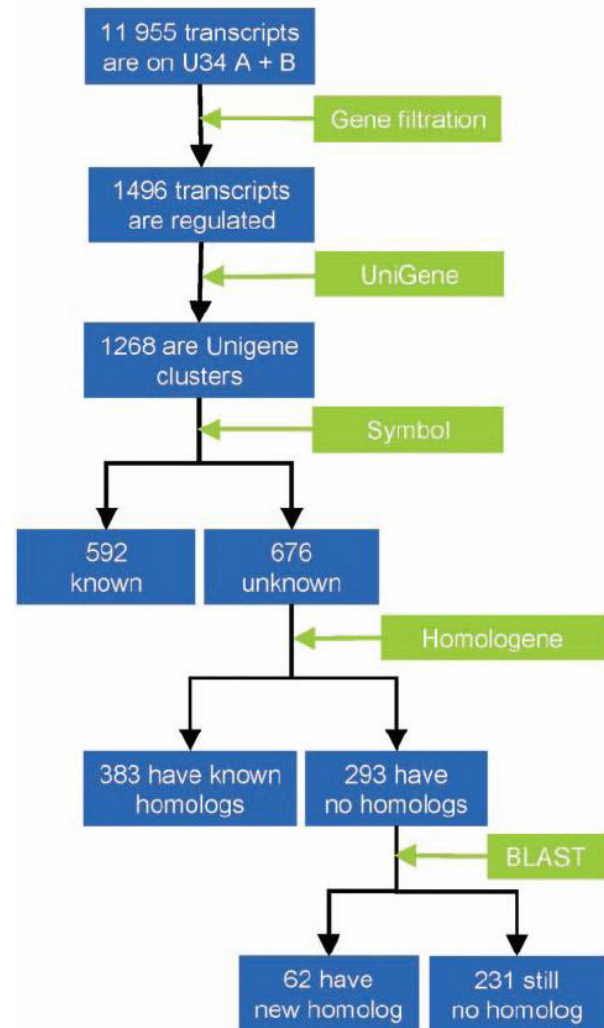 11 955 transcripts
are on U34 A + B
Gene filtration
1496 transcripts
are regulated
UniGene
1268 are Unigene
clusters
Symbol
592
known
676
unknown
Homologene
383 have known
homologs
293 have
no homologs
BLAST
62 have
new homolog
231 still
no homolog